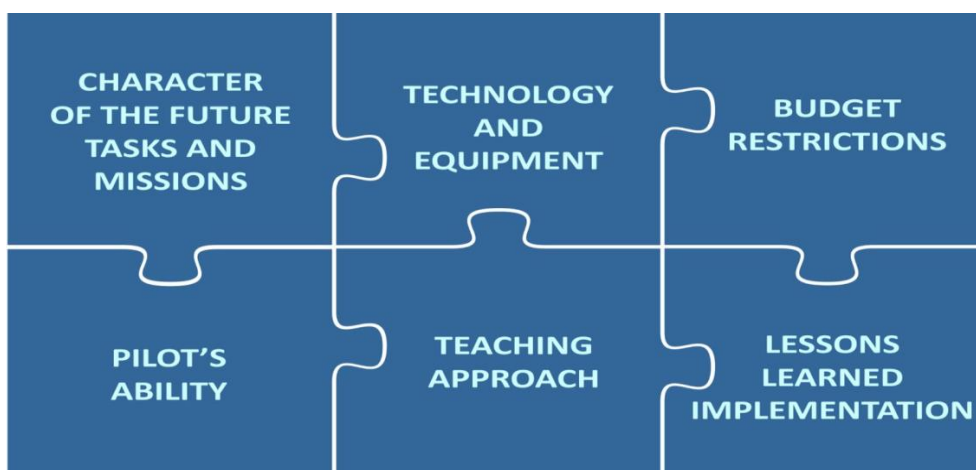 CHARACTER
OF THE FUTURE
TASKS AND
MISSIONS
TECHNOLOGY
AND
EQUIPMENT
BUDGET
RESTRICTIONS
PILOT'S
ABILITY
TEACHING
APPROACH
LESSONS
LEARNED
IMPLEMENTATION